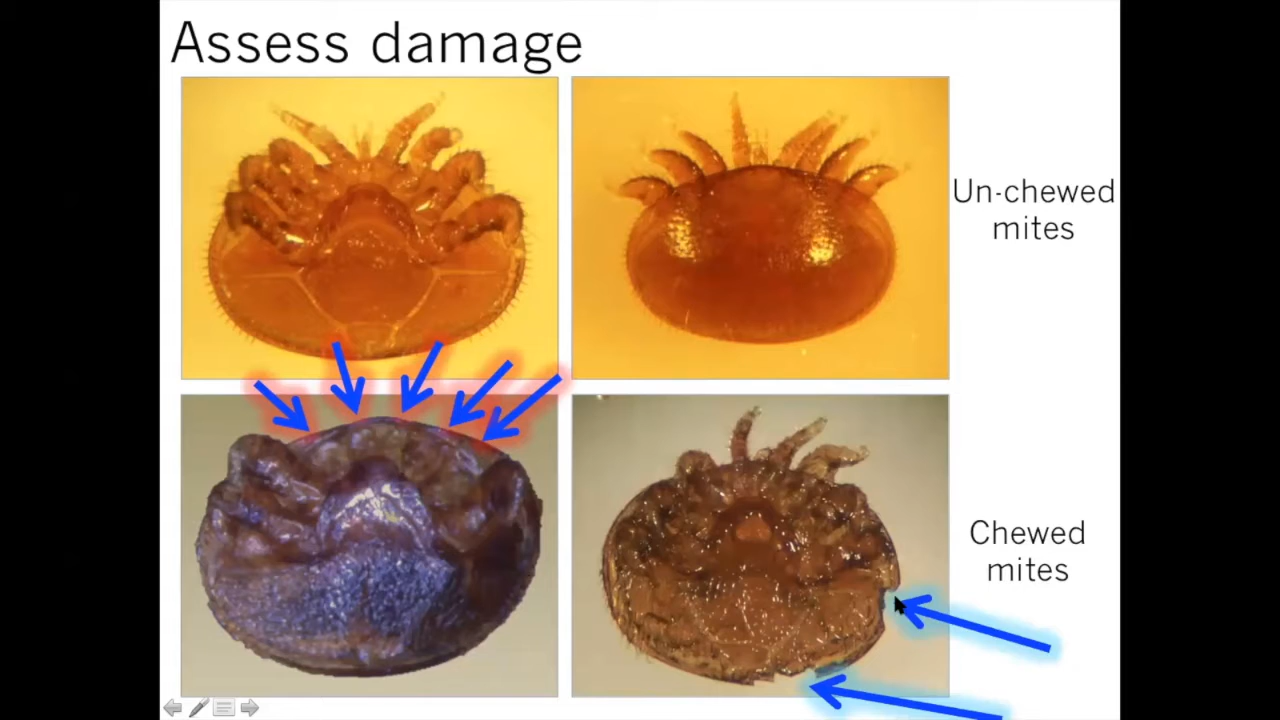 Assess damage
Un-chewed
mites
Chewed
mites